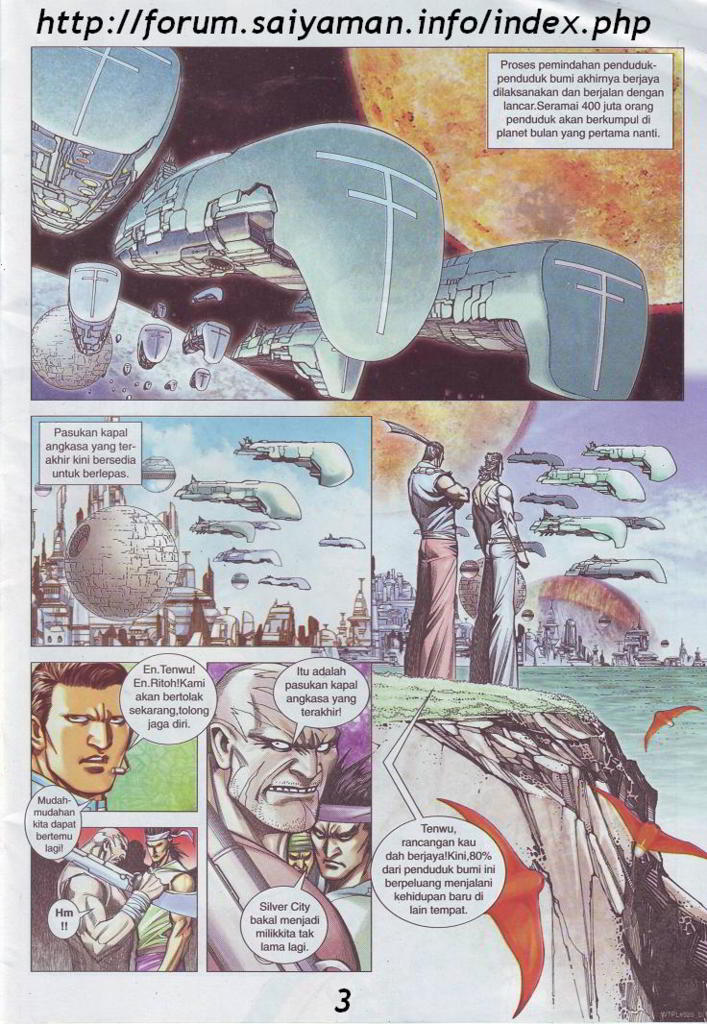 http://forum.saiyaman.info/index.php
Proses pemindahan penduduk-
penduduk bumi akhirnya berjaya
dilaksanakan dan berjalan dengan
lancar.Seramai 400 juta orang
penduduk akan berkumpul di
planet bulan yang pertama nanti.
Pasukan kapal
angkasa yang ter-
akhir kini bersedia
untuk berlepas.
En.Tenwu!
En.Ritoh!Kami
akan bertolak
sekarang,tolong
jaga diri.
Mudah-
mudahan
kita dapat
bertemu
lagi!
Hm
!!
Itu adalah
pasukan kapal
angkasa yang
terakhir!
Silver City
bakal menjadi
milikkita tak
lama lagi.
Tenwu,
rancangan kau
dah berjaya!Kini,80%
dari penduduk bumi ini
berpeluang menjalani
kehidupan baru di
lain tempat.
3